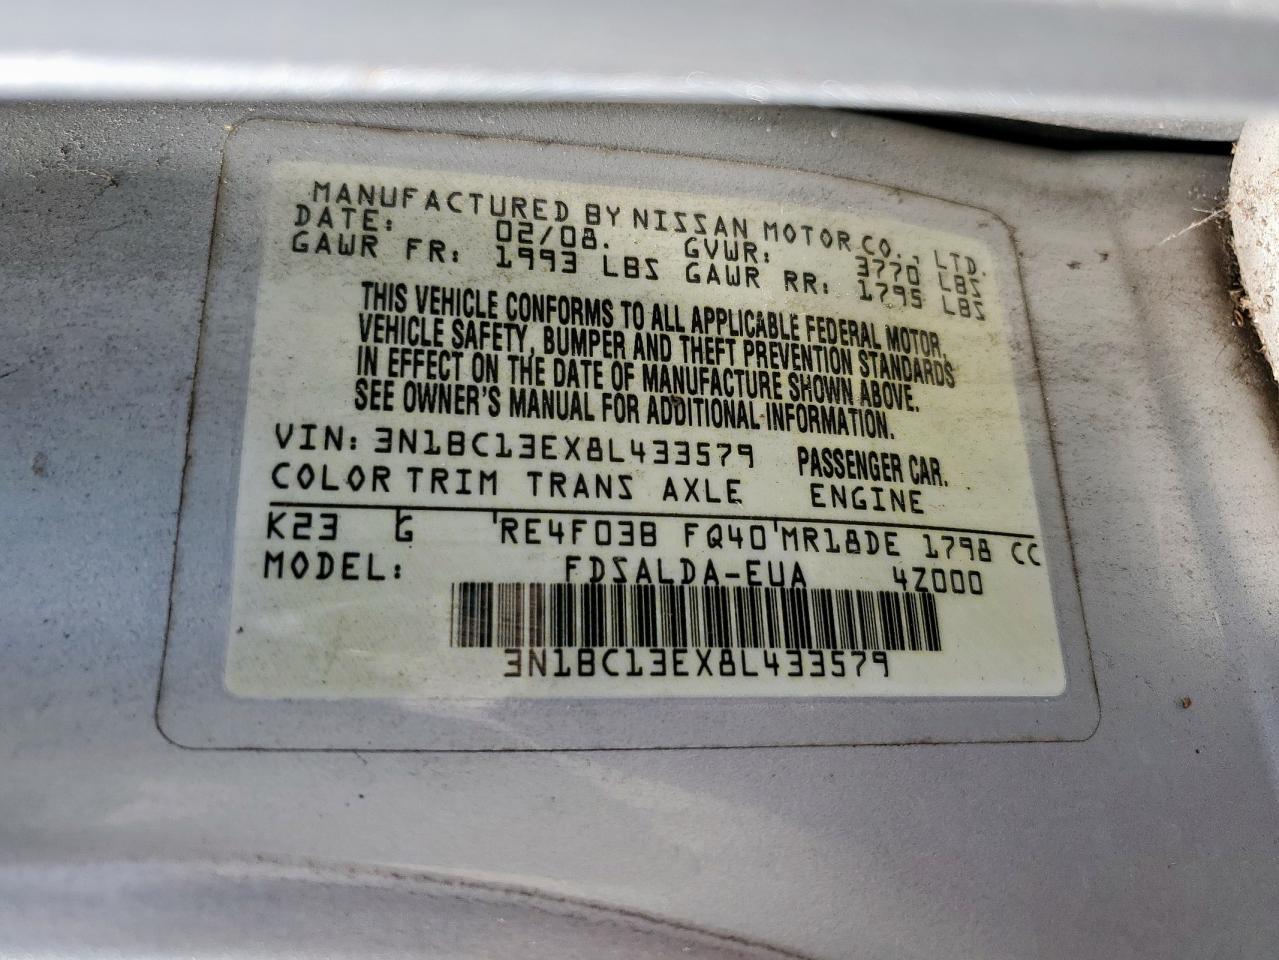 MANUFACTURED BY NISSAN MOTOR CO., LTD.
DATE: 02/08. GVWR: 3770 LBS
GAWR FR: 1993 LBS GAWR RR: 1795 LBS
THIS VEHICLE CONFORMS TO ALL APPLICABLE FEDERAL MOTOR
VEHICLE SAFETY, BUMPER AND THEFT PREVENTION STANDARDS
IN EFFECT ON THE DATE OF MANUFACTURE SHOWN ABOVE.
SEE OWNER'S MANUAL FOR ADDITIONAL INFORMATION.
VIN: 3N1BC13EX8L433579 PASSENGER CAR.
COLOR TRIM TRANS AXLE ENGINE
K23 G RE4F03B FQ40 MR18DE 1798 CC
MODEL: FDSALDA-EUA 4Z000
3N1BC13EX8L433579